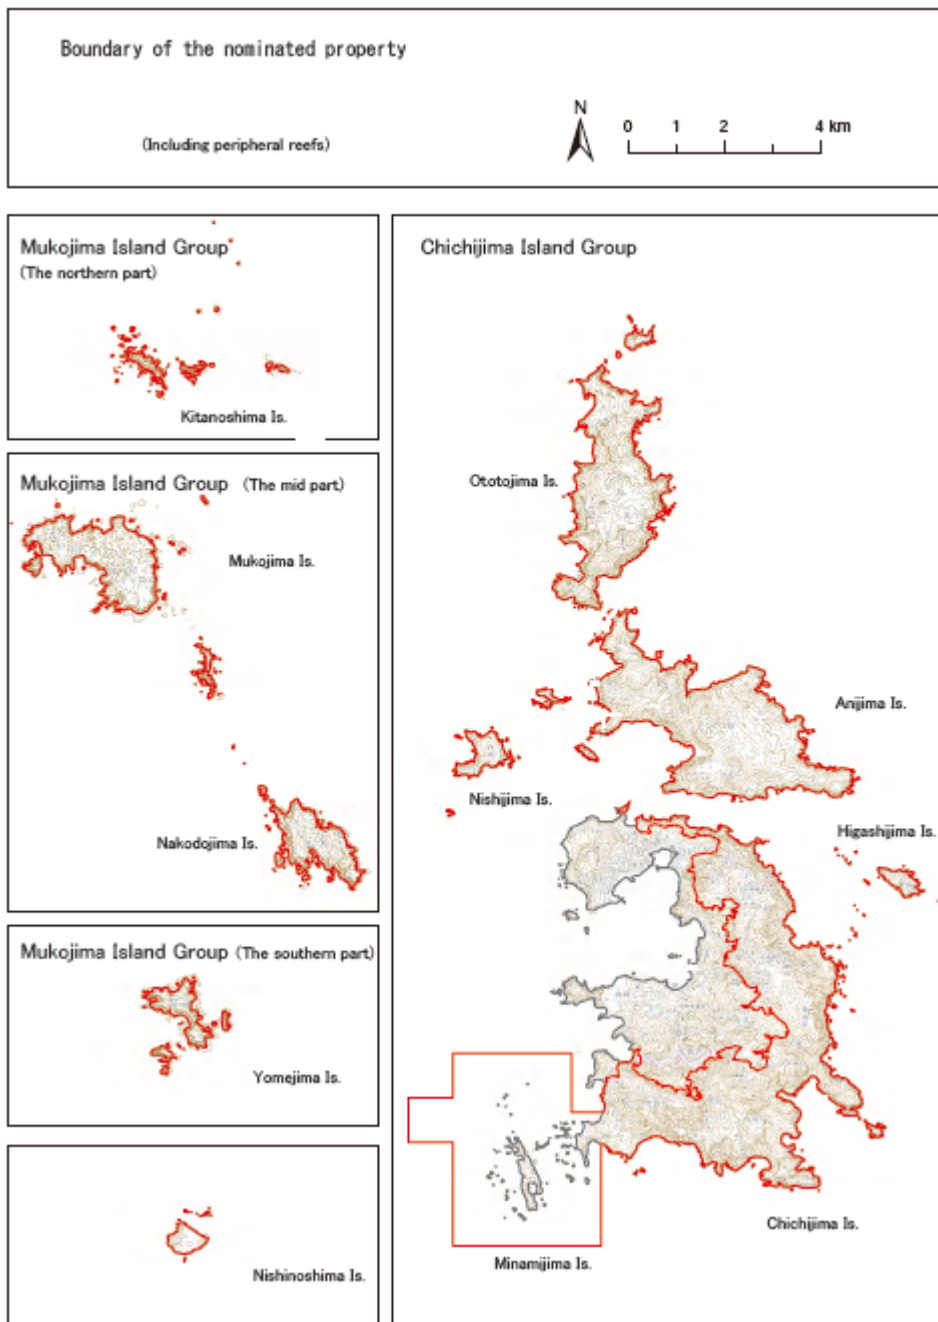 Boundary of the nominated property
(Including peripheral reefs)
N
0 1 2 4 km
Mukojima Island Group
(The northern part)
Kitanoshima Is.
Mukojima Island Group (The mid part)
Mukojima Is.
Nakodojima Is.
Mukojima Island Group (The southern part)
Yomejima Is.
Nishinoshima Is.
Chichijima Island Group
Ototojima Is.
Anijima Is.
Nishijima Is.
Higashijima Is.
Chichijima Is.
Minamijima Is.